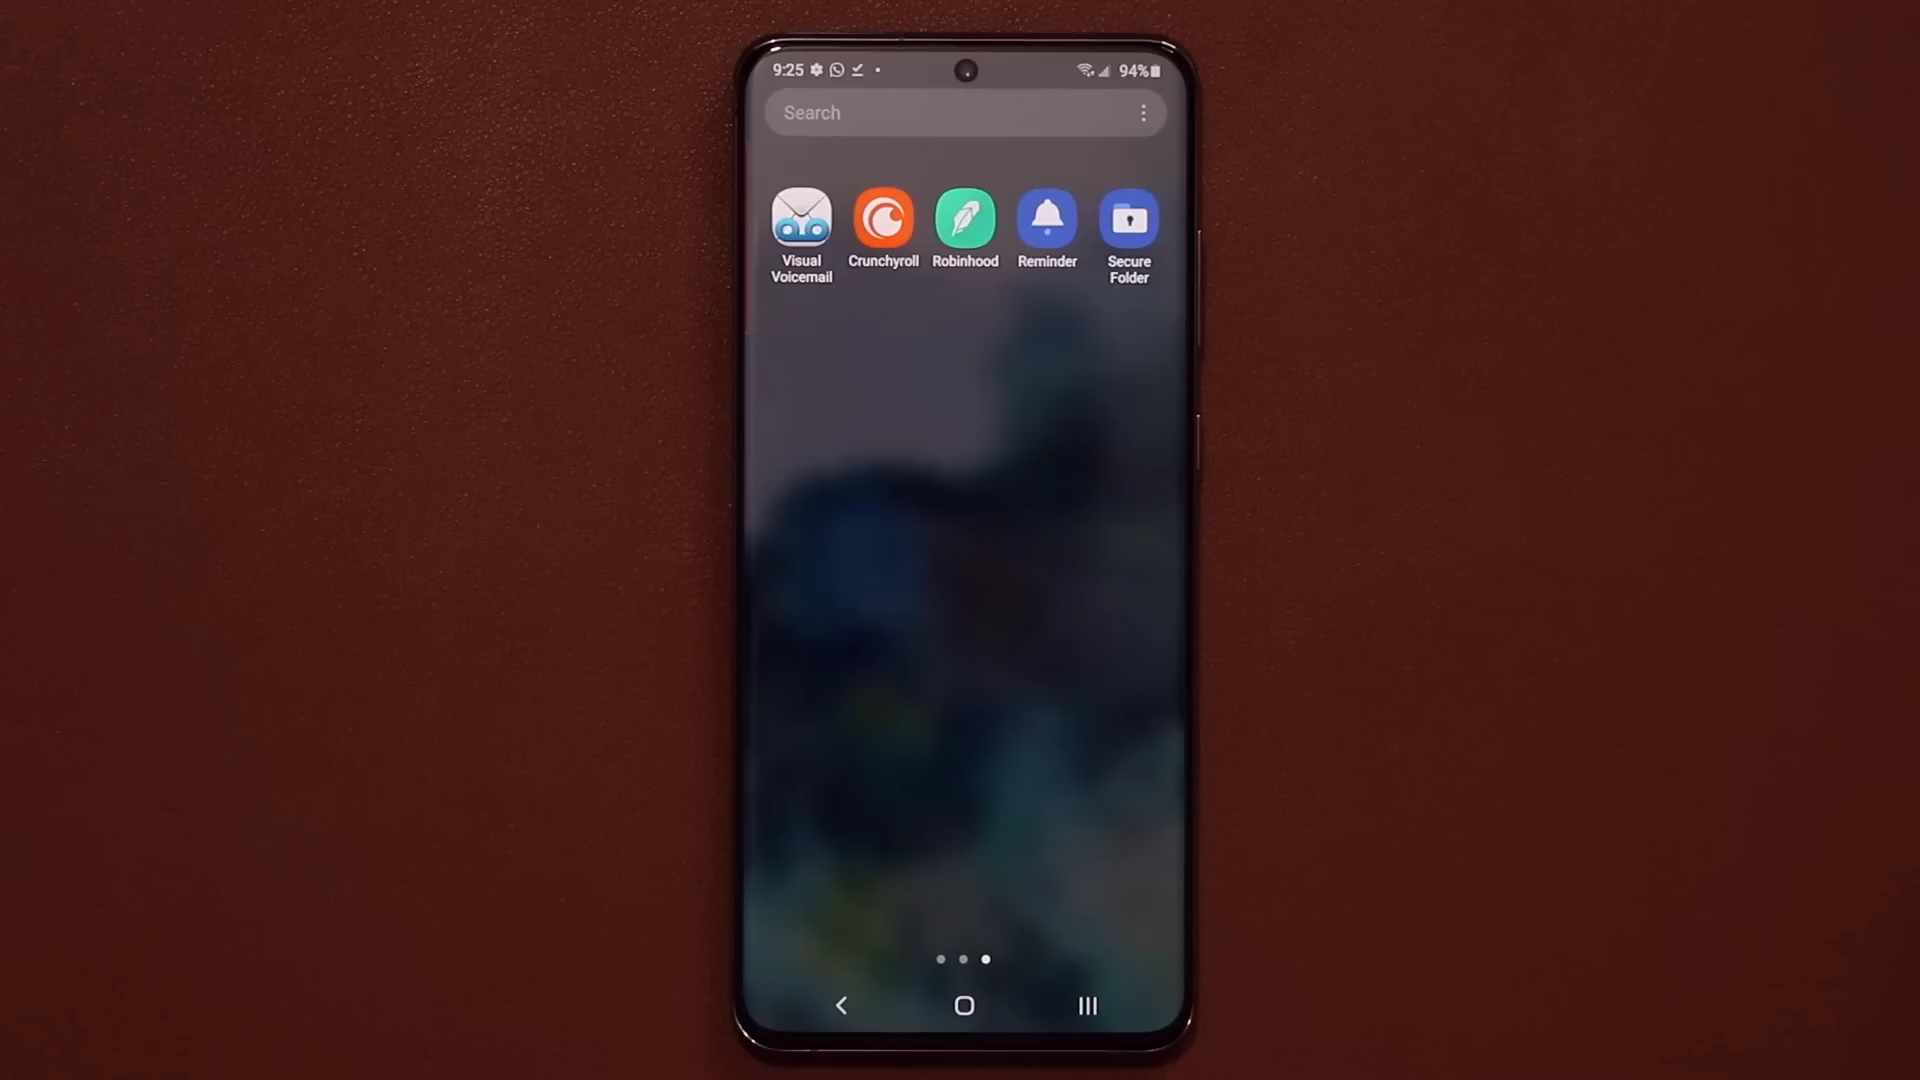 9:25 94%
Search
Visual Voicemail
Crunchyroll
Robinhood
Reminder
Secure Folder